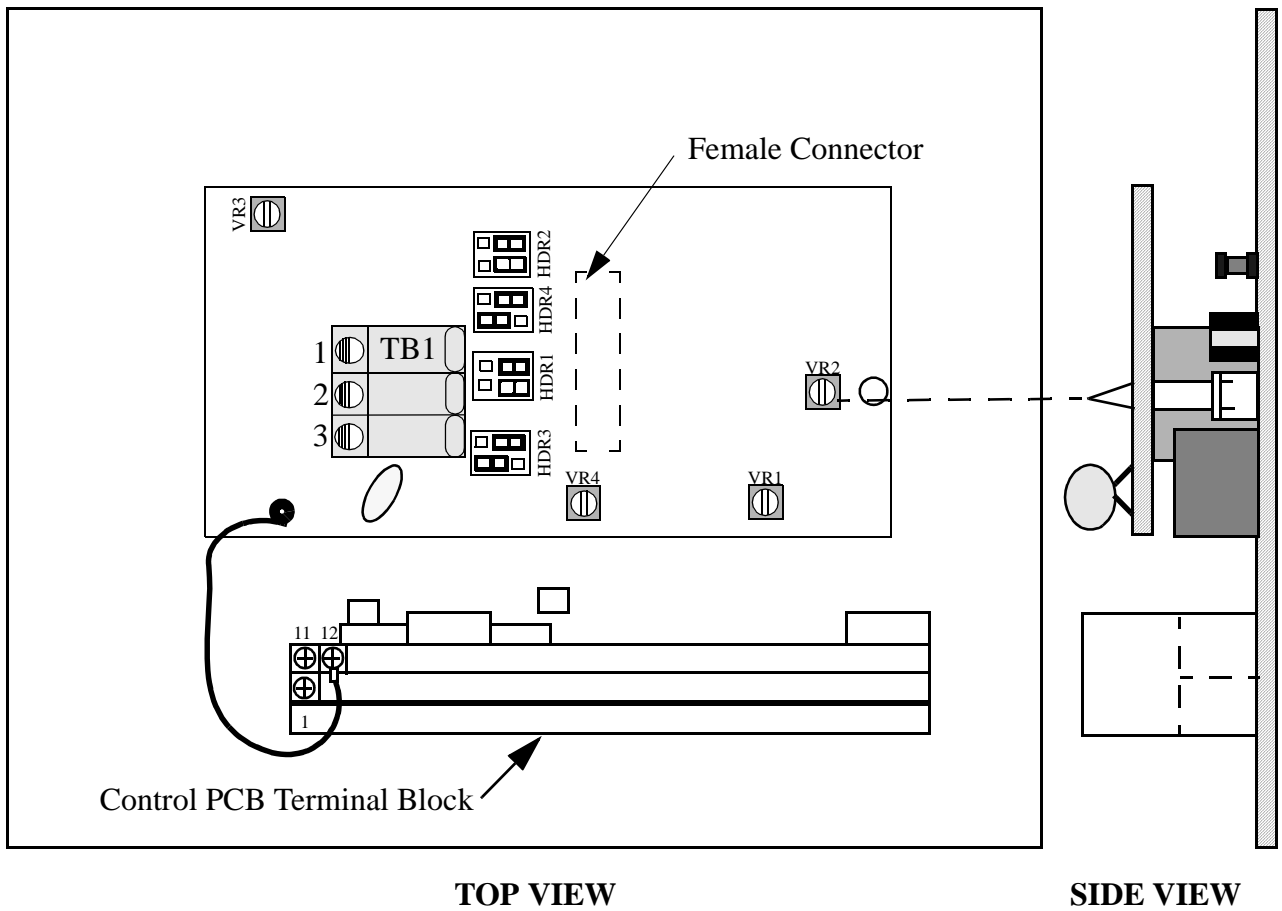 Female Connector
VR3
HDR2
HDR4
1 TB1
HDR1
2
VR2
3
HDR3
VR4
VR1
11 12
1
Control PCB Terminal Block
TOP VIEW
SIDE VIEW